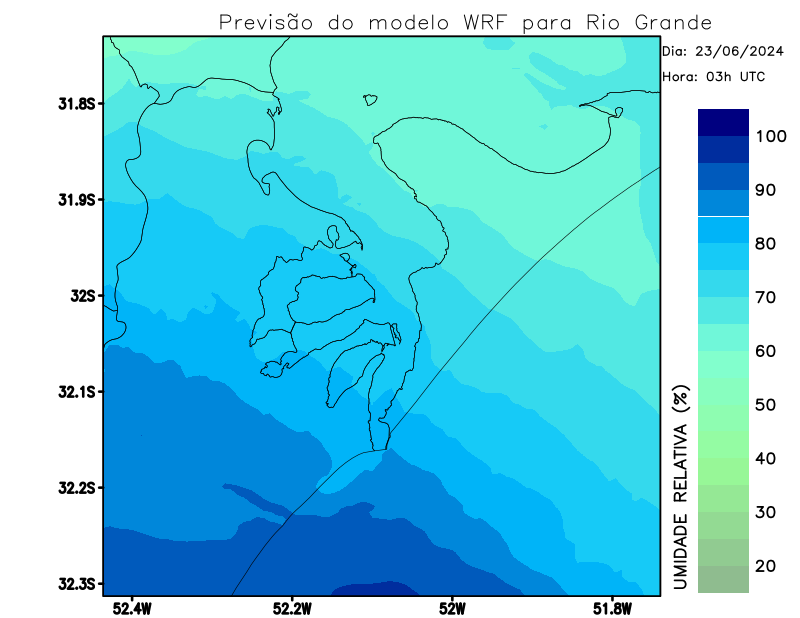 Previsão do modelo WRF para Rio Grande
Dia: 23/06/2024
Hora: 03h UTC
31.8S
31.9S
32S
32.1S
32.2S
32.3S
52.4W
52.2W
52W
51.8W
100
90
80
70
60
50
40
30
20
UMIDADE RELATIVA (%)